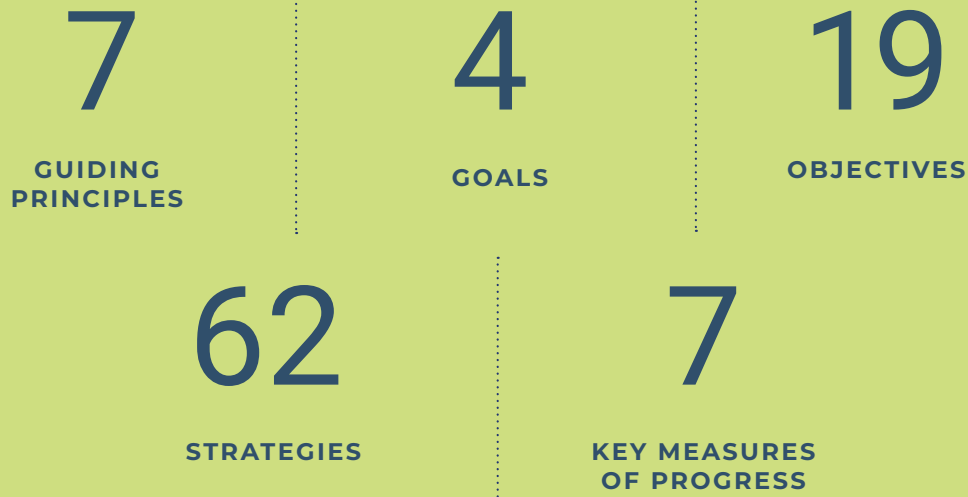 7
GUIDING
PRINCIPLES
4
GOALS
19
OBJECTIVES
62
STRATEGIES
7
KEY MEASURES
OF PROGRESS